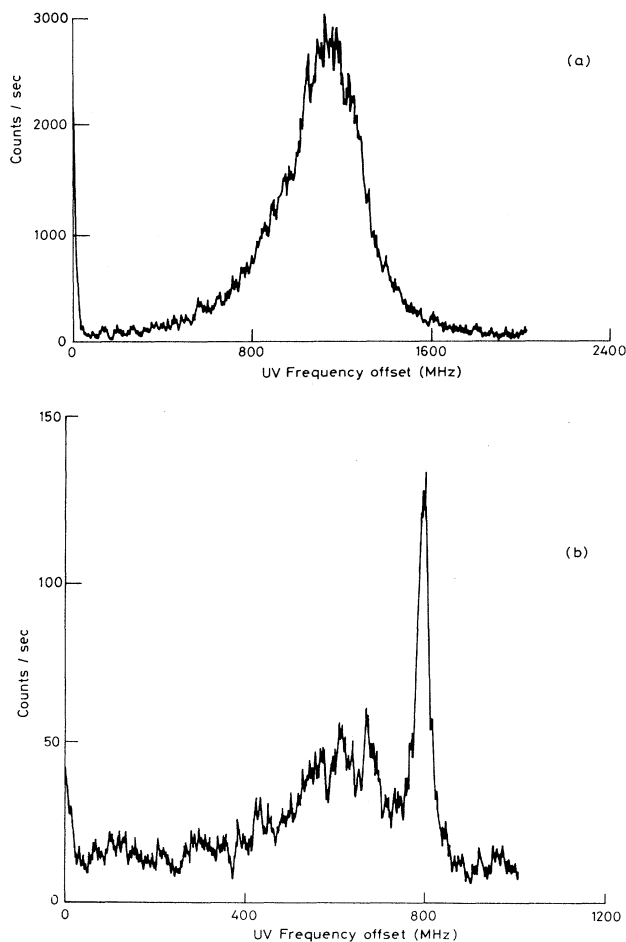 3000
2000
1000
0
Counts / sec
(a)
0 800 1600 2400
UV Frequency offset (MHz)
150
100
50
0
Counts / sec
(b)
0 400 800 1200
UV Frequency offset (MHz)